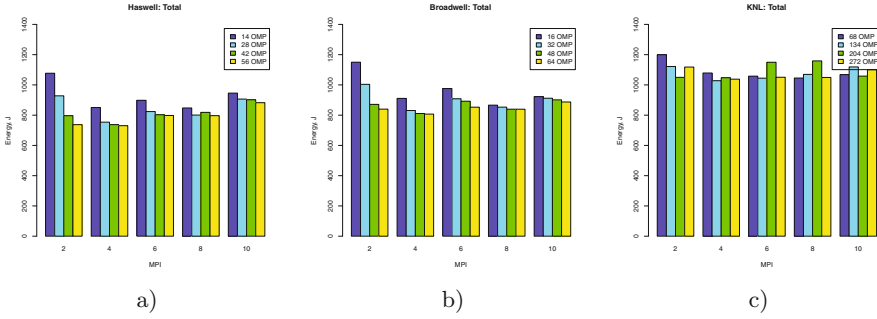 Haswell: Total
1400
1200
1000
800
600
400
200
0
Energy, J
14 OMP
28 OMP
42 OMP
56 OMP
2 4 6 8 10
MPI
a)
Broadwell: Total
1400
1200
1000
800
600
400
200
0
Energy, J
16 OMP
32 OMP
48 OMP
64 OMP
2 4 6 8 10
MPI
b)
KNL: Total
1400
1200
1000
800
600
400
200
0
Energy, J
68 OMP
134 OMP
204 OMP
272 OMP
2 4 6 8 10
MPI
c)